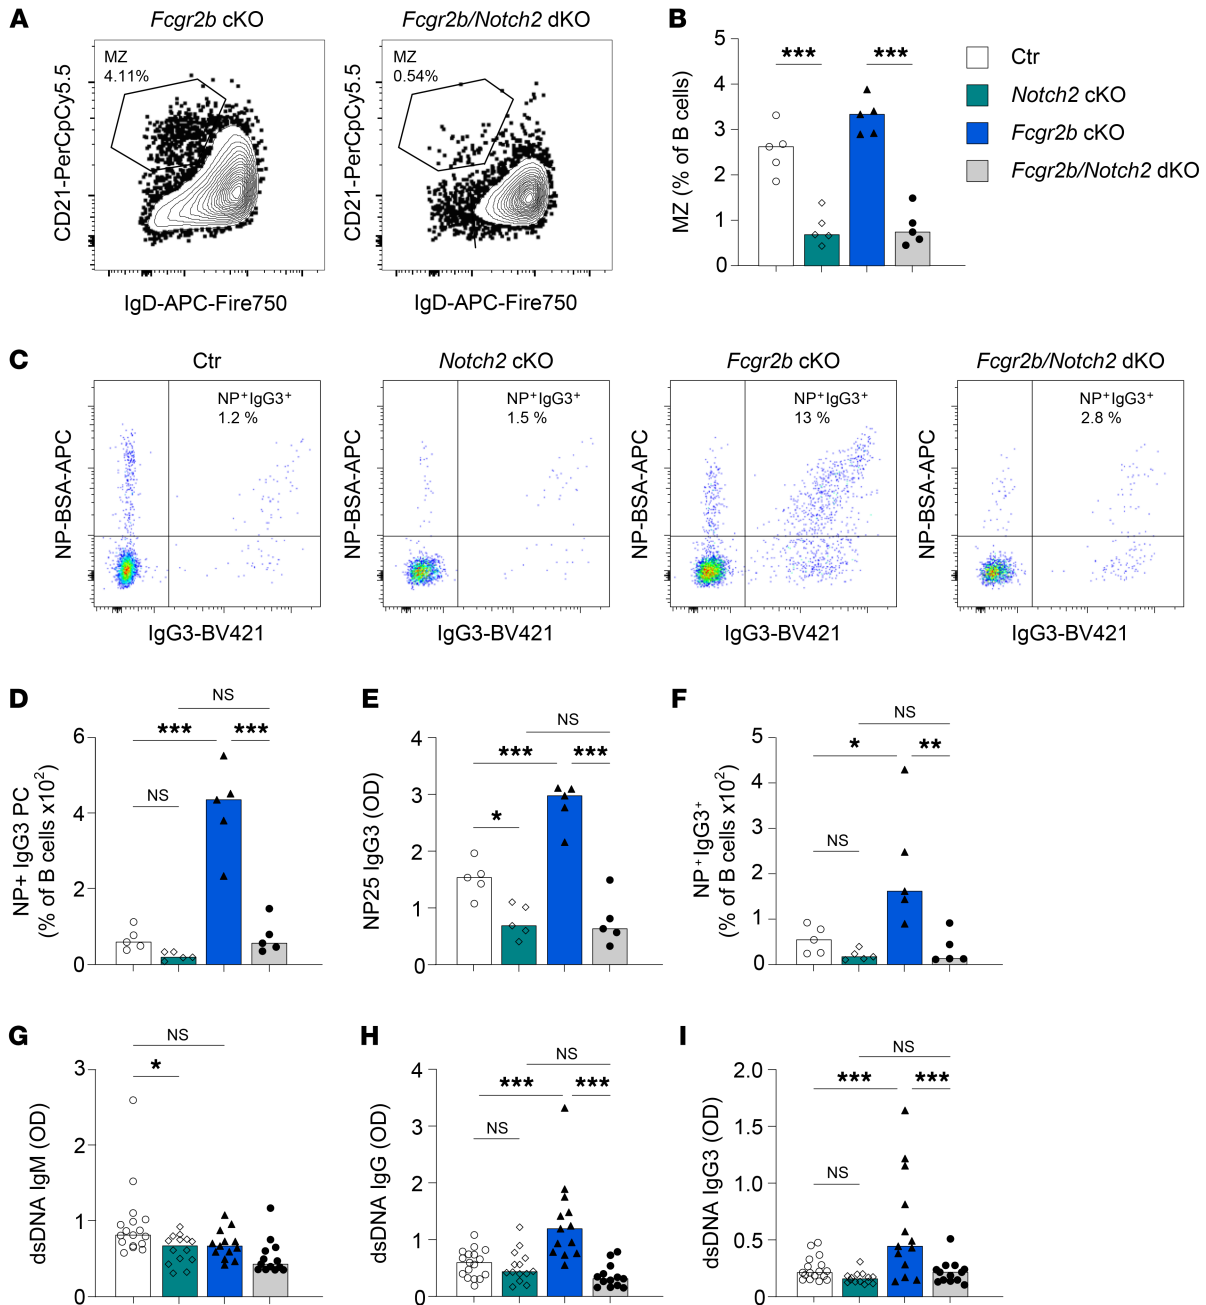 A
Fcgr2b cKO
Fcgr2b/Notch2 dKO
MZ
4.11%
CD21-PerCpCy5.5
IgD-APC-Fire750
MZ
0.54%
CD21-PerCpCy5.5
IgD-APC-Fire750
B
MZ (% of B cells)
5
4
3
2
1
0
***
***
Ctr
Notch2 cKO
Fcgr2b cKO
Fcgr2b/Notch2 dKO
C
Ctr
Notch2 cKO
Fcgr2b cKO
Fcgr2b/Notch2 dKO
NP-BSA-APC
NP⁺IgG3⁺
1.2 %
IgG3-BV421
NP-BSA-APC
NP⁺IgG3⁺
1.5 %
IgG3-BV421
NP-BSA-APC
NP⁺IgG3⁺
13 %
IgG3-BV421
NP-BSA-APC
NP⁺IgG3⁺
2.8 %
IgG3-BV421
D
NP+ IgG3 PC
(% of B cells x10²)
6
4
2
0
NS
***
***
NS
E
NP25 IgG3 (OD)
4
3
2
1
0
NS
***
***
*
F
NP⁺IgG3⁺
(% of B cells x10²)
5
4
3
2
1
0
NS
*
**
NS
G
dsDNA IgM (OD)
3
2
1
0
NS
*
H
dsDNA IgG (OD)
4
3
2
1
0
NS
***
***
NS
I
dsDNA IgG3 (OD)
2.0
1.5
1.0
0.5
0
NS
***
***
NS